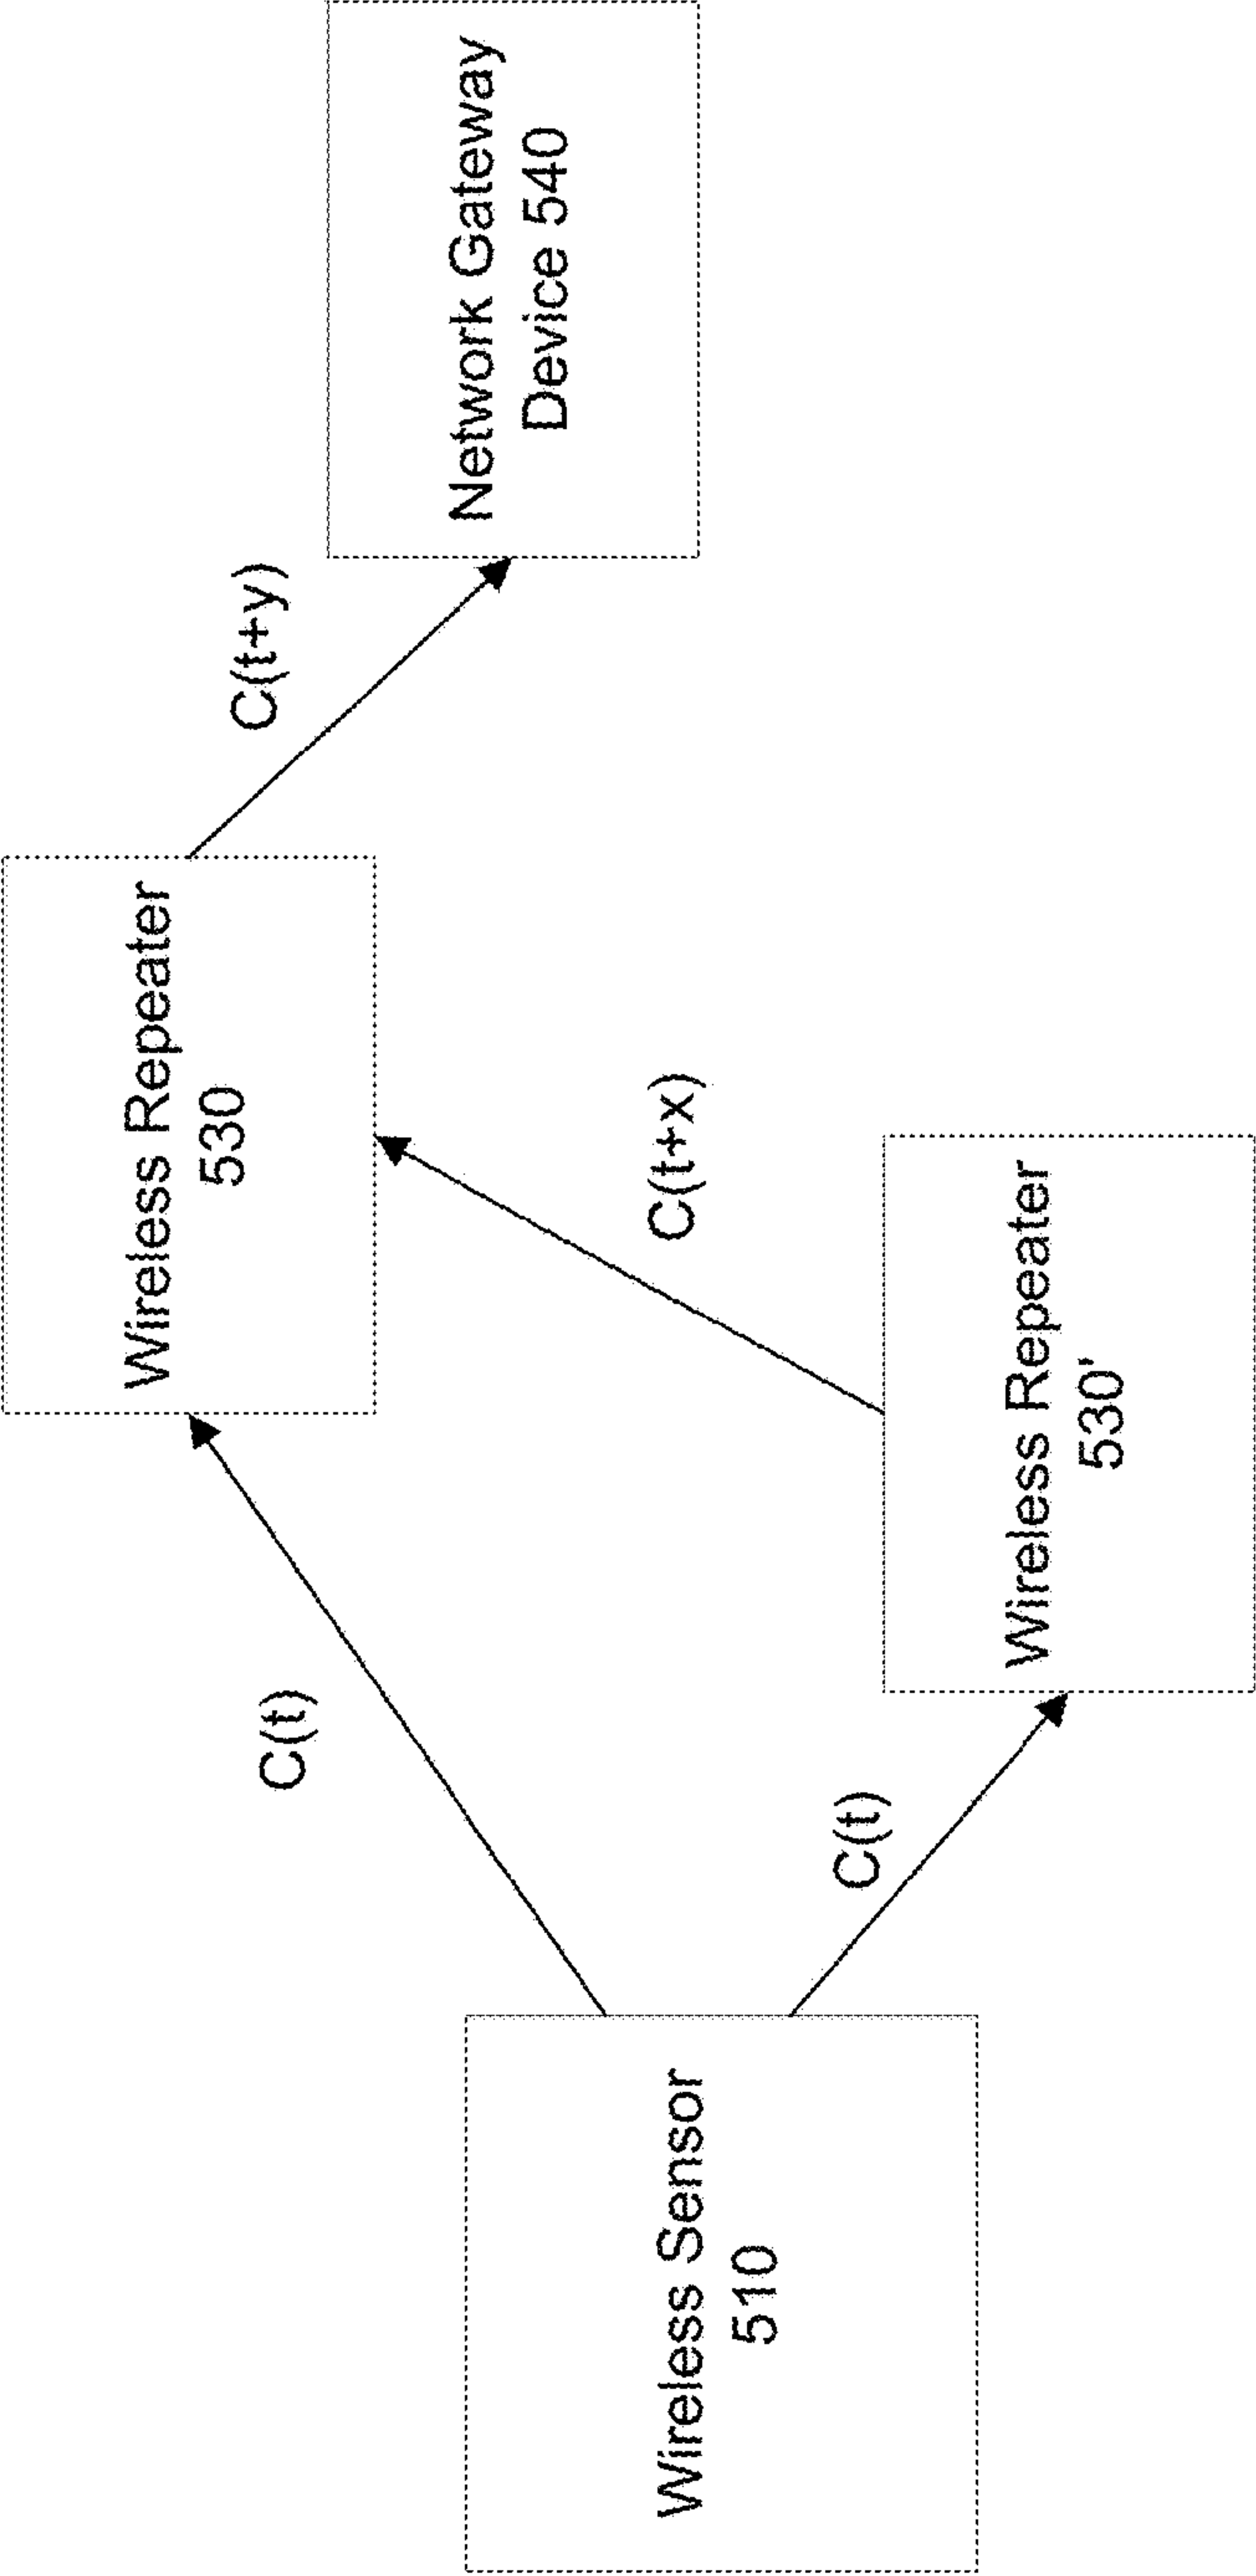 Wireless Sensor
510
C(t)
C(t)
Wireless Repeater
530
Wireless Repeater
530'
C(t+x)
C(t+y)
Network Gateway
Device 540